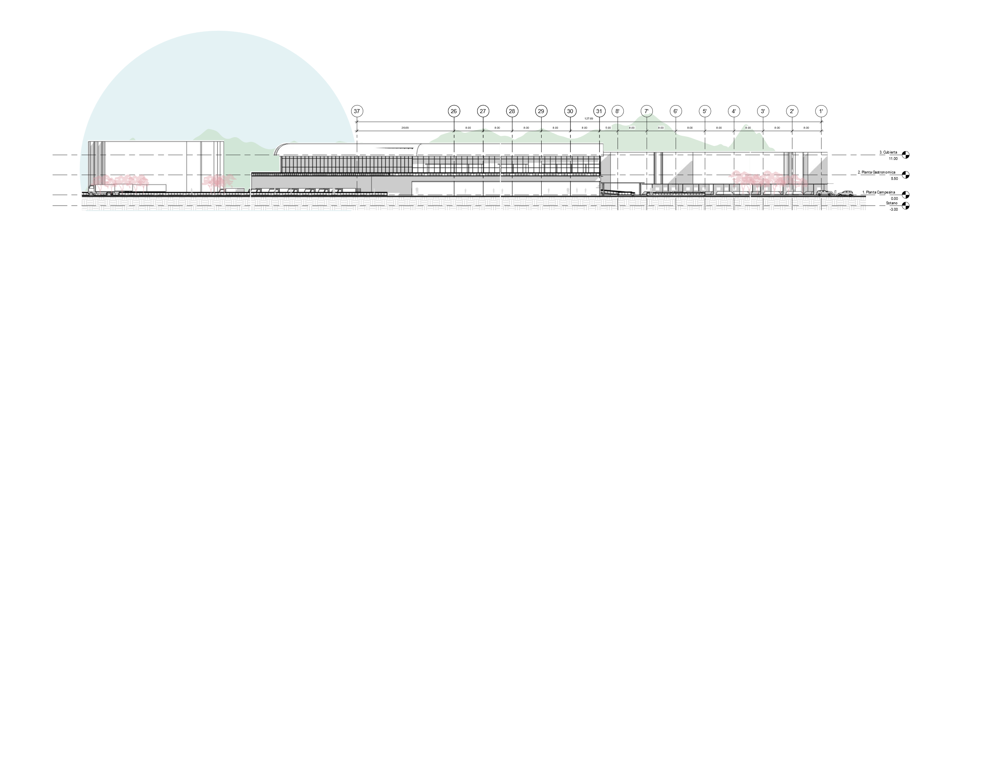 37 26 27 28 29 30 31 8' 7' 6' 5' 4' 3' 2' 1'
127.69
26.69 8.00 8.00 8.00 8.00 8.00 5.00 8.00 8.00 8.00 8.00 8.00 8.00 8.00
3. Cubierta
11.00
2. Planta Gastronomica
5.50
1. Planta Campesina
0.00
Sotano
-3.00